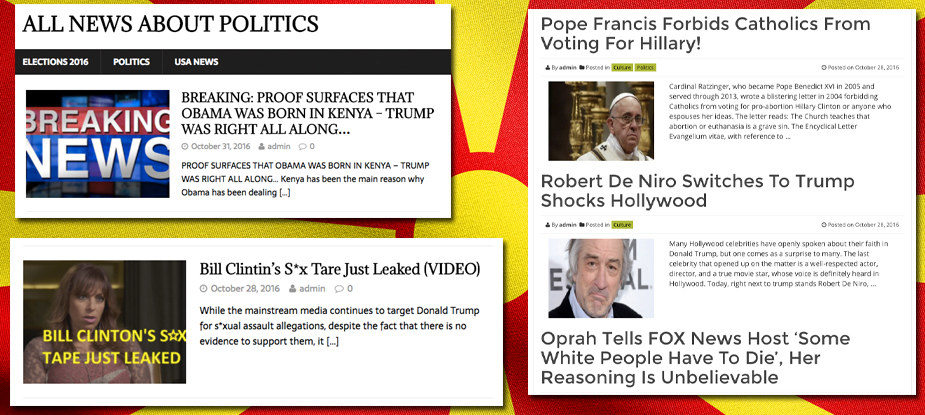 ALL NEWS ABOUT POLITICS
ELECTIONS 2016 POLITICS USA NEWS
BREAKING NEWS
BREAKING: PROOF SURFACES THAT
OBAMA WAS BORN IN KENYA – TRUMP
WAS RIGHT ALL ALONG…
October 31, 2016 admin 0
PROOF SURFACES THAT OBAMA WAS BORN IN KENYA – TRUMP
WAS RIGHT ALL ALONG… Kenya has been the main reason why
Obama has been dealing [...]
BILL CLINTON'S S☆X
TAPE JUST LEAKED
Bill Clintin's S*x Tare Just Leaked (VIDEO)
October 28, 2016 admin 0
While the mainstream media continues to target Donald Trump
for s*xual assault allegations, despite the fact that there is no
evidence to support them, it [...]
Pope Francis Forbids Catholics From
Voting For Hillary!
By admin Posted in Culture Politics Posted on October 28, 2016
Cardinal Ratzinger, who became Pope Benedict XVI in 2005 and
served through 2013, wrote a blistering letter in 2004 forbidding
Catholics from voting for pro-abortion Hillary Clinton or anyone who
espouses her ideas. The letter reads: The Church teaches that
abortion or euthanasia is a grave sin. The Encyclical Letter
Evangelium vitae, with reference to ...
Robert De Niro Switches To Trump
Shocks Hollywood
By admin Posted in Culture Posted on October 28, 2016
Many Hollywood celebrities have openly spoken about their faith in
Donald Trump, but one comes as a surprise to many. The last
celebrity that opened up on the matter is a well-respected actor,
director, and a true movie star, whose voice is definitely heard in
Hollywood. Today, right next to trump stands Robert De Niro, ...
Oprah Tells FOX News Host 'Some
White People Have To Die', Her
Reasoning Is Unbelievable